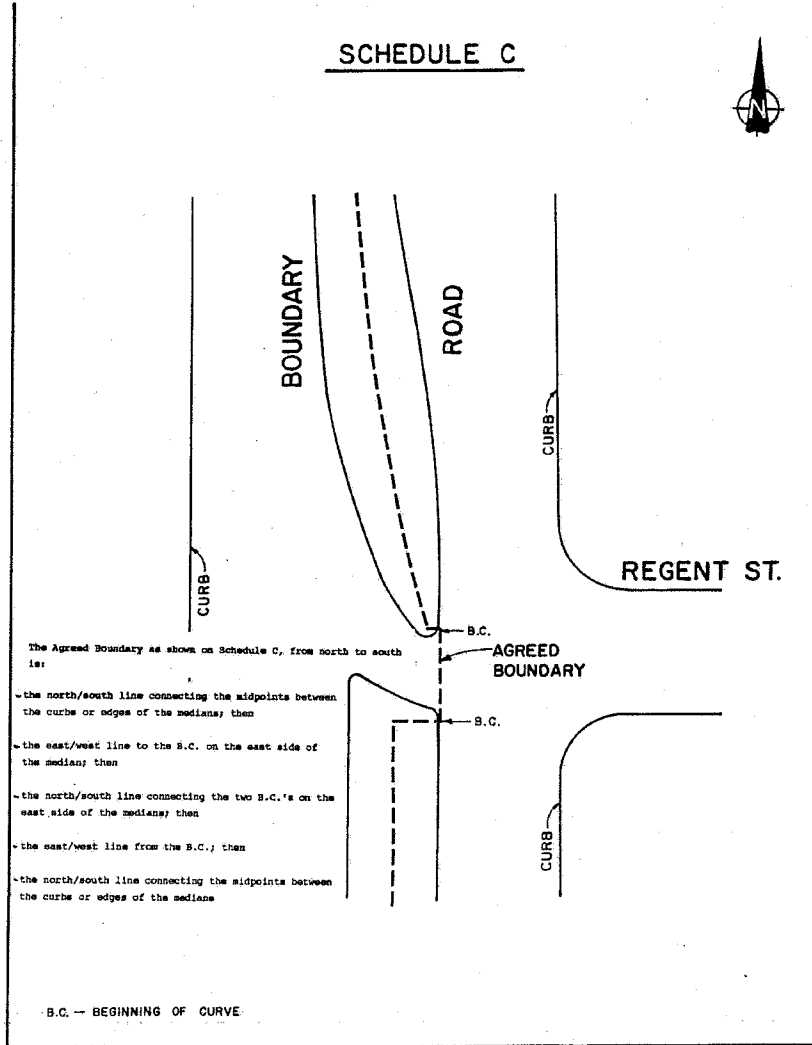 SCHEDULE C
N
BOUNDARY
ROAD
CURB
CURB
REGENT ST.
B.C.
AGREED
BOUNDARY
B.C.
CURB
The Agreed Boundary as shown on Schedule C, from north to south
is:
- the north/south line connecting the midpoints between
the curbs or edges of the medians; then
- the east/west line to the B.C. on the east side of
the median; then
- the north/south line connecting the two B.C.'s on the
east side of the medians; then
- the east/west line from the B.C.; then
- the north/south line connecting the midpoints between
the curbs or edges of the medians
B.C. - BEGINNING OF CURVE